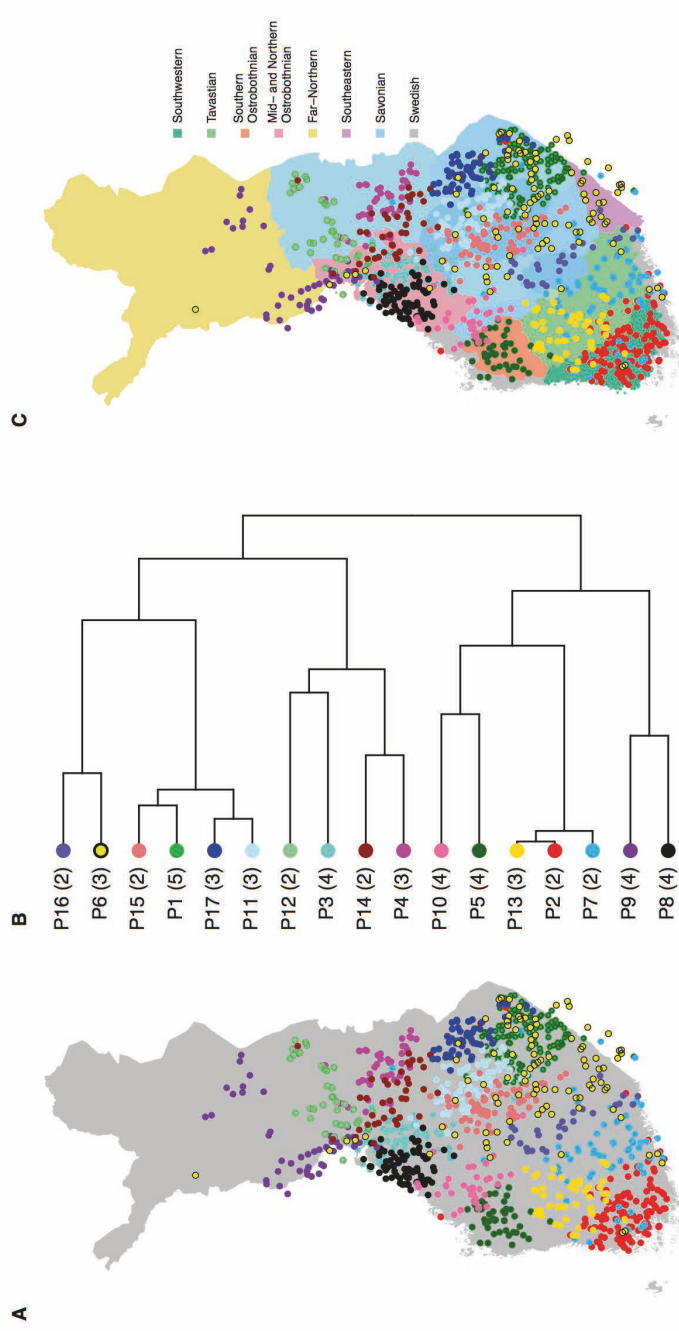 A
B
P16 (2)
P6 (3)
P15 (2)
P1 (5)
P17 (3)
P11 (3)
P12 (2)
P3 (4)
P14 (2)
P4 (3)
P10 (4)
P5 (4)
P13 (3)
P2 (2)
P7 (2)
P9 (4)
P8 (4)
C
Southwestern
Tavastian
Southern
Ostrobothnian
Mid− and Northern
Ostrobothnian
Far−Northern
Southeastern
Savonian
Swedish